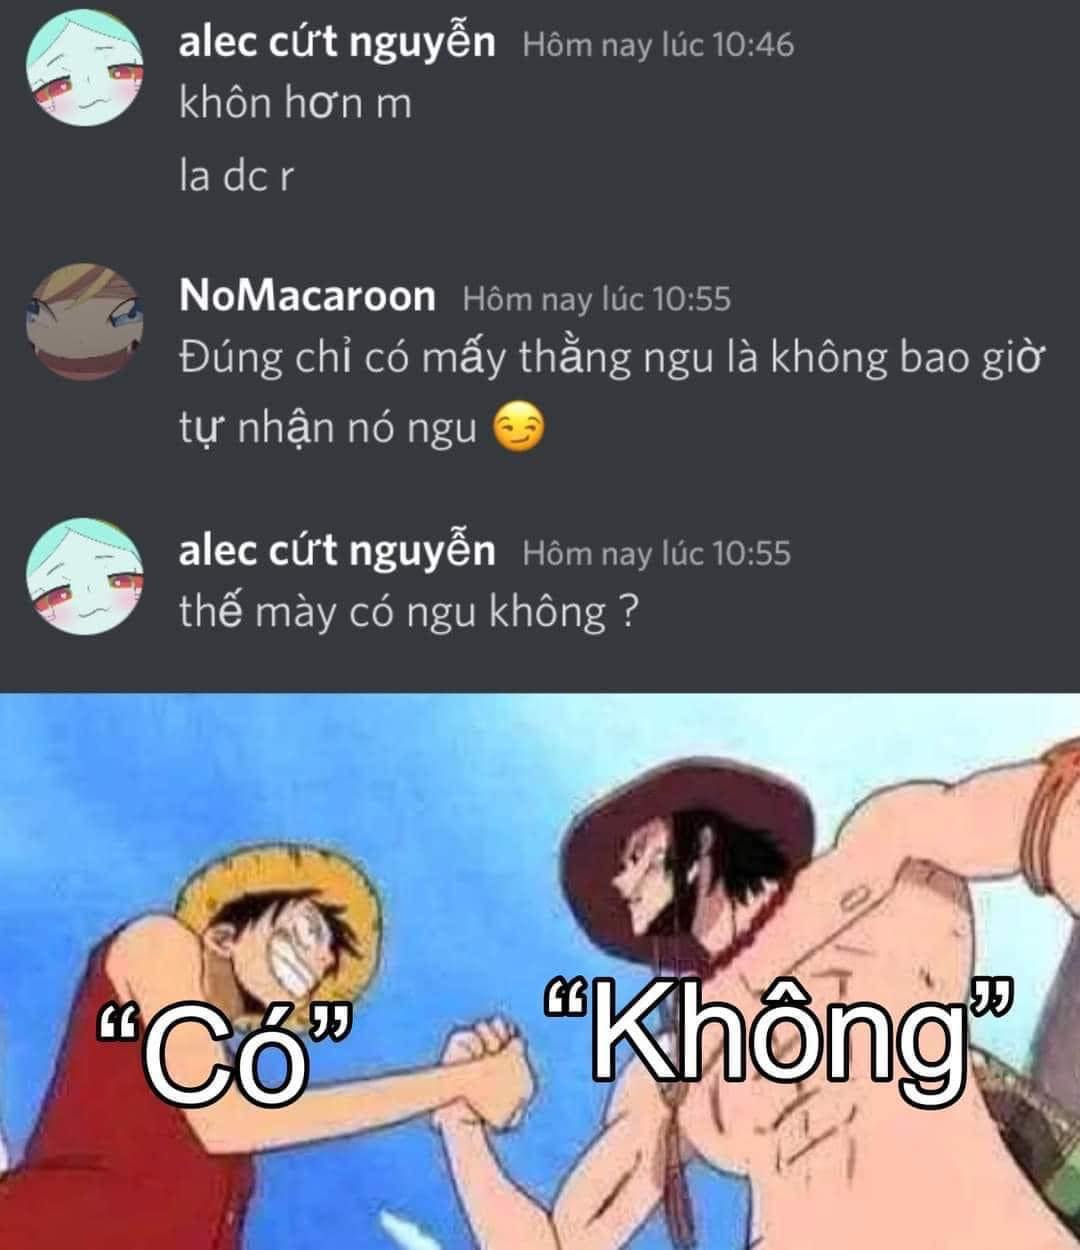 alec cứt nguyễn Hôm nay lúc 10:46
khôn hơn m
la dc r
NoMacaroon Hôm nay lúc 10:55
Đúng chỉ có mấy thằng ngu là không bao giờ
tự nhận nó ngu 😏
alec cứt nguyễn Hôm nay lúc 10:55
thế mày có ngu không ?
“Có” “Không”